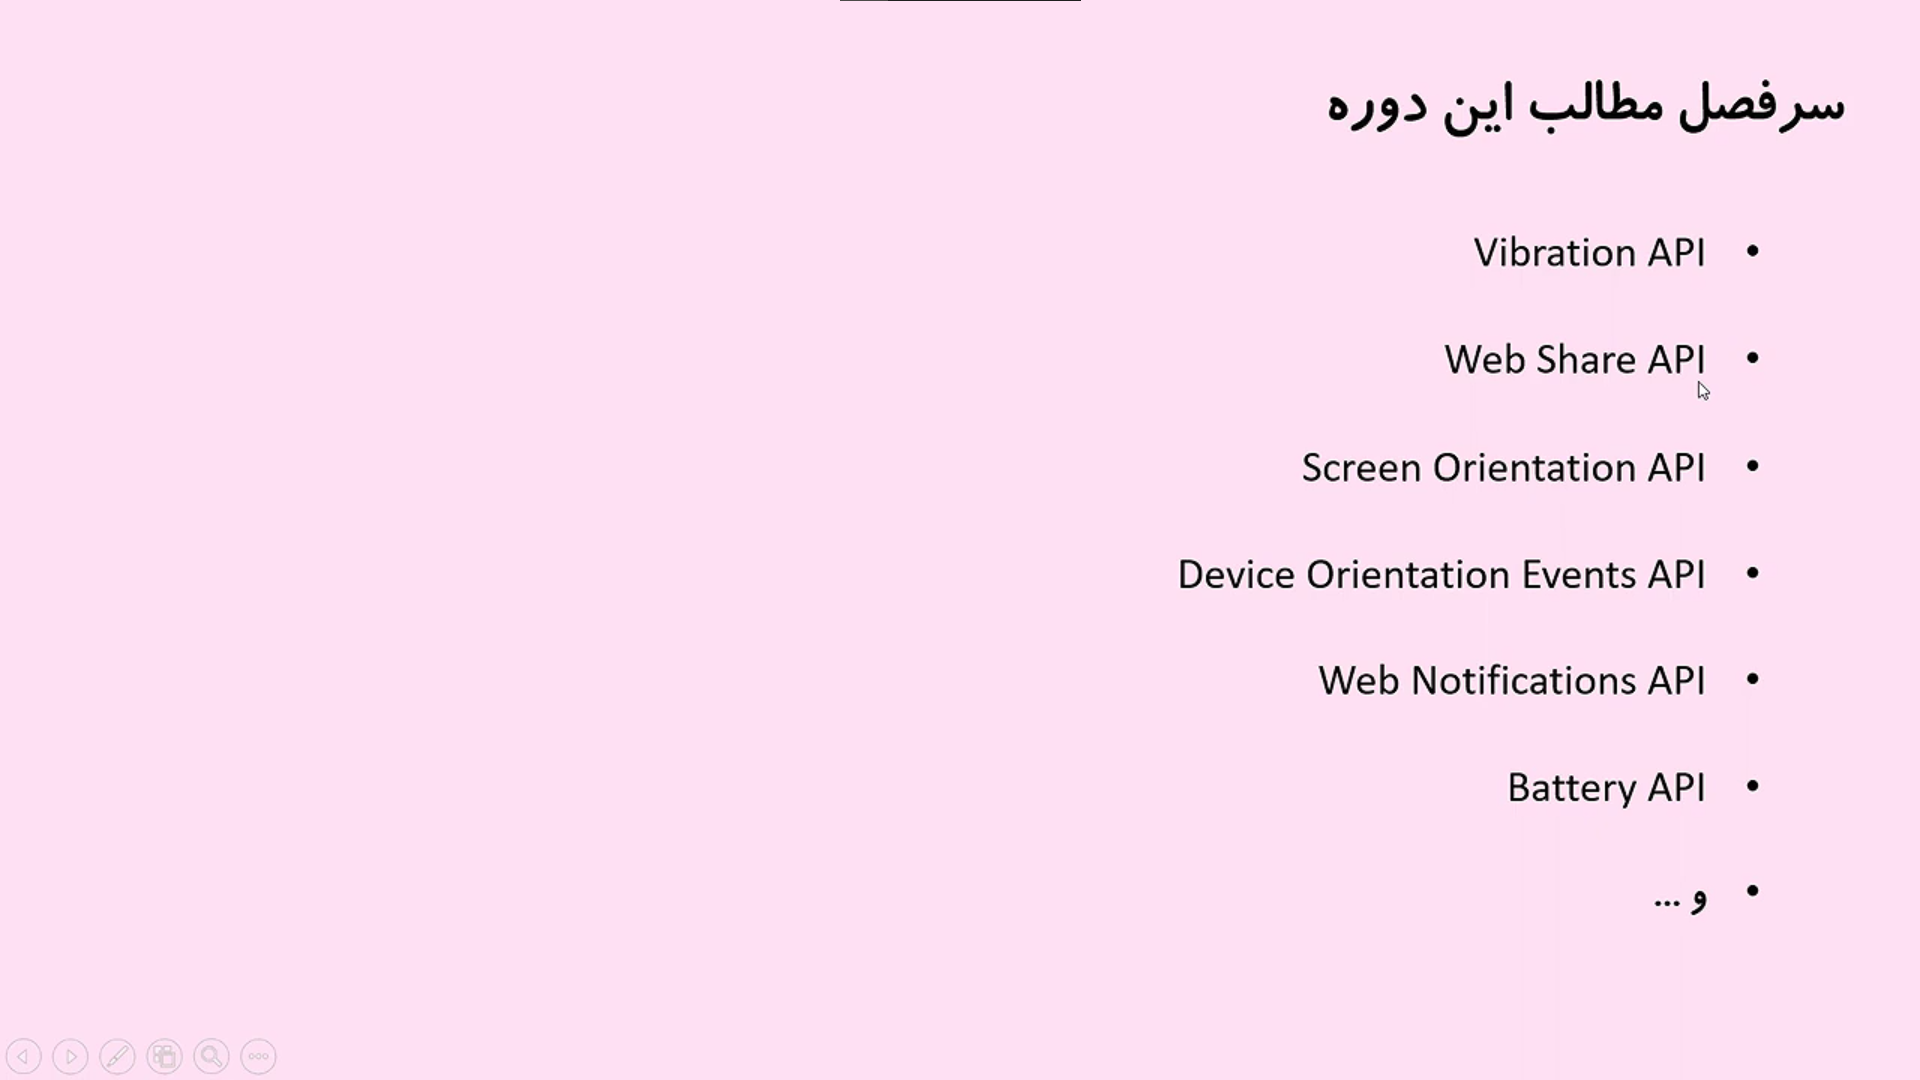 سرفصل مطالب این دوره
• Vibration API
• Web Share API
• Screen Orientation API
• Device Orientation Events API
• Web Notifications API
• Battery API
• و ...